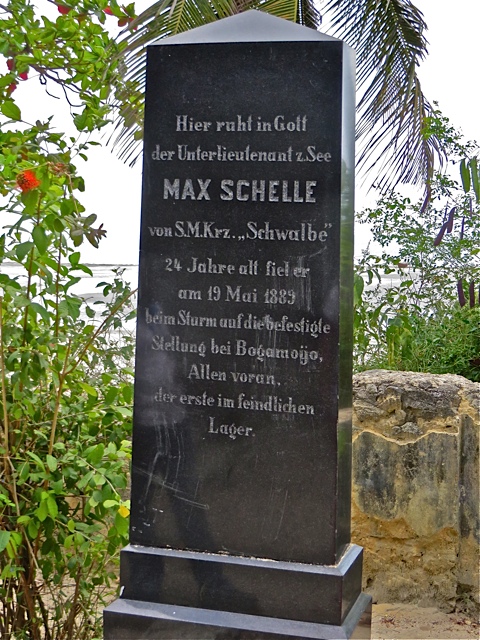 Hier ruht in Gott
der Unterlieutenant z. See
MAX SCHELLE
von S.M.Krz. „Schwalbe"
24 Jahre alt fiel er
am 19 Mai 1889
beim Sturm auf die befestigte
Stellung bei Bogamoijo,
Allen voran,
der erste im feindlichen
Lager.